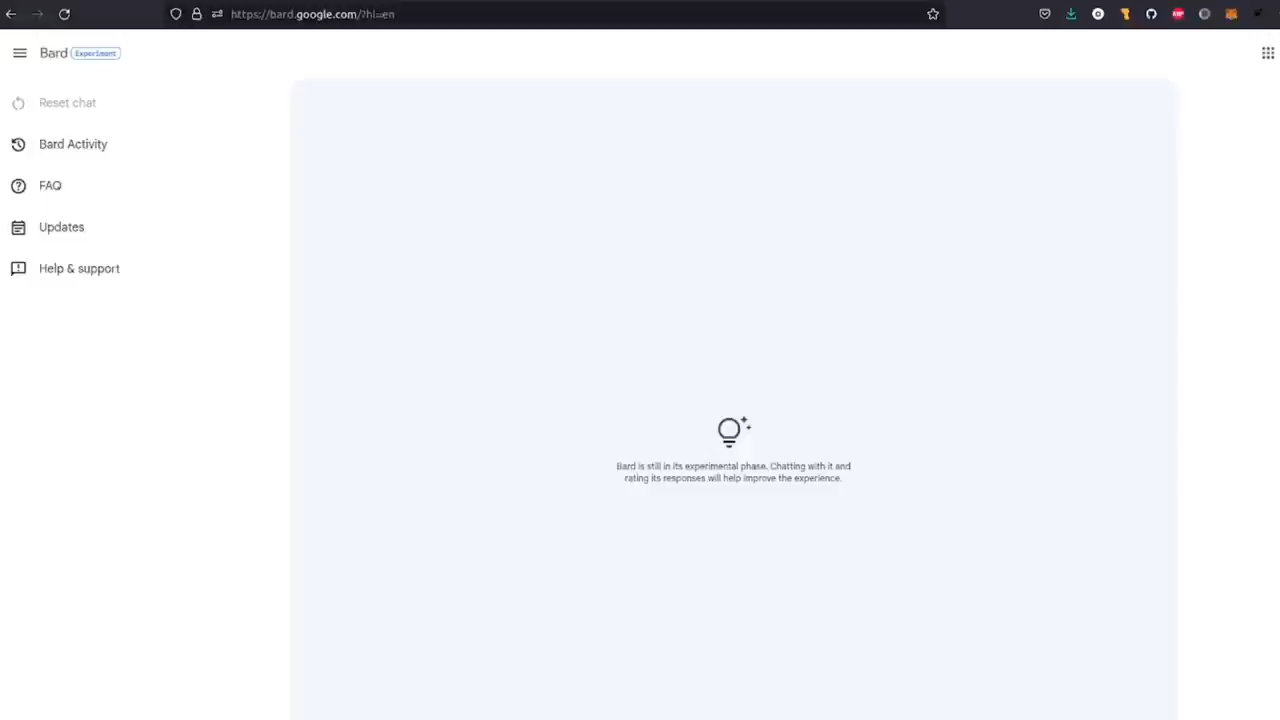 https://bard.google.com/?hl=en
Bard Experiment
Reset chat
Bard Activity
FAQ
Updates
Help & support
Bard is still in its experimental phase. Chatting with it and
rating its responses will help improve the experience.